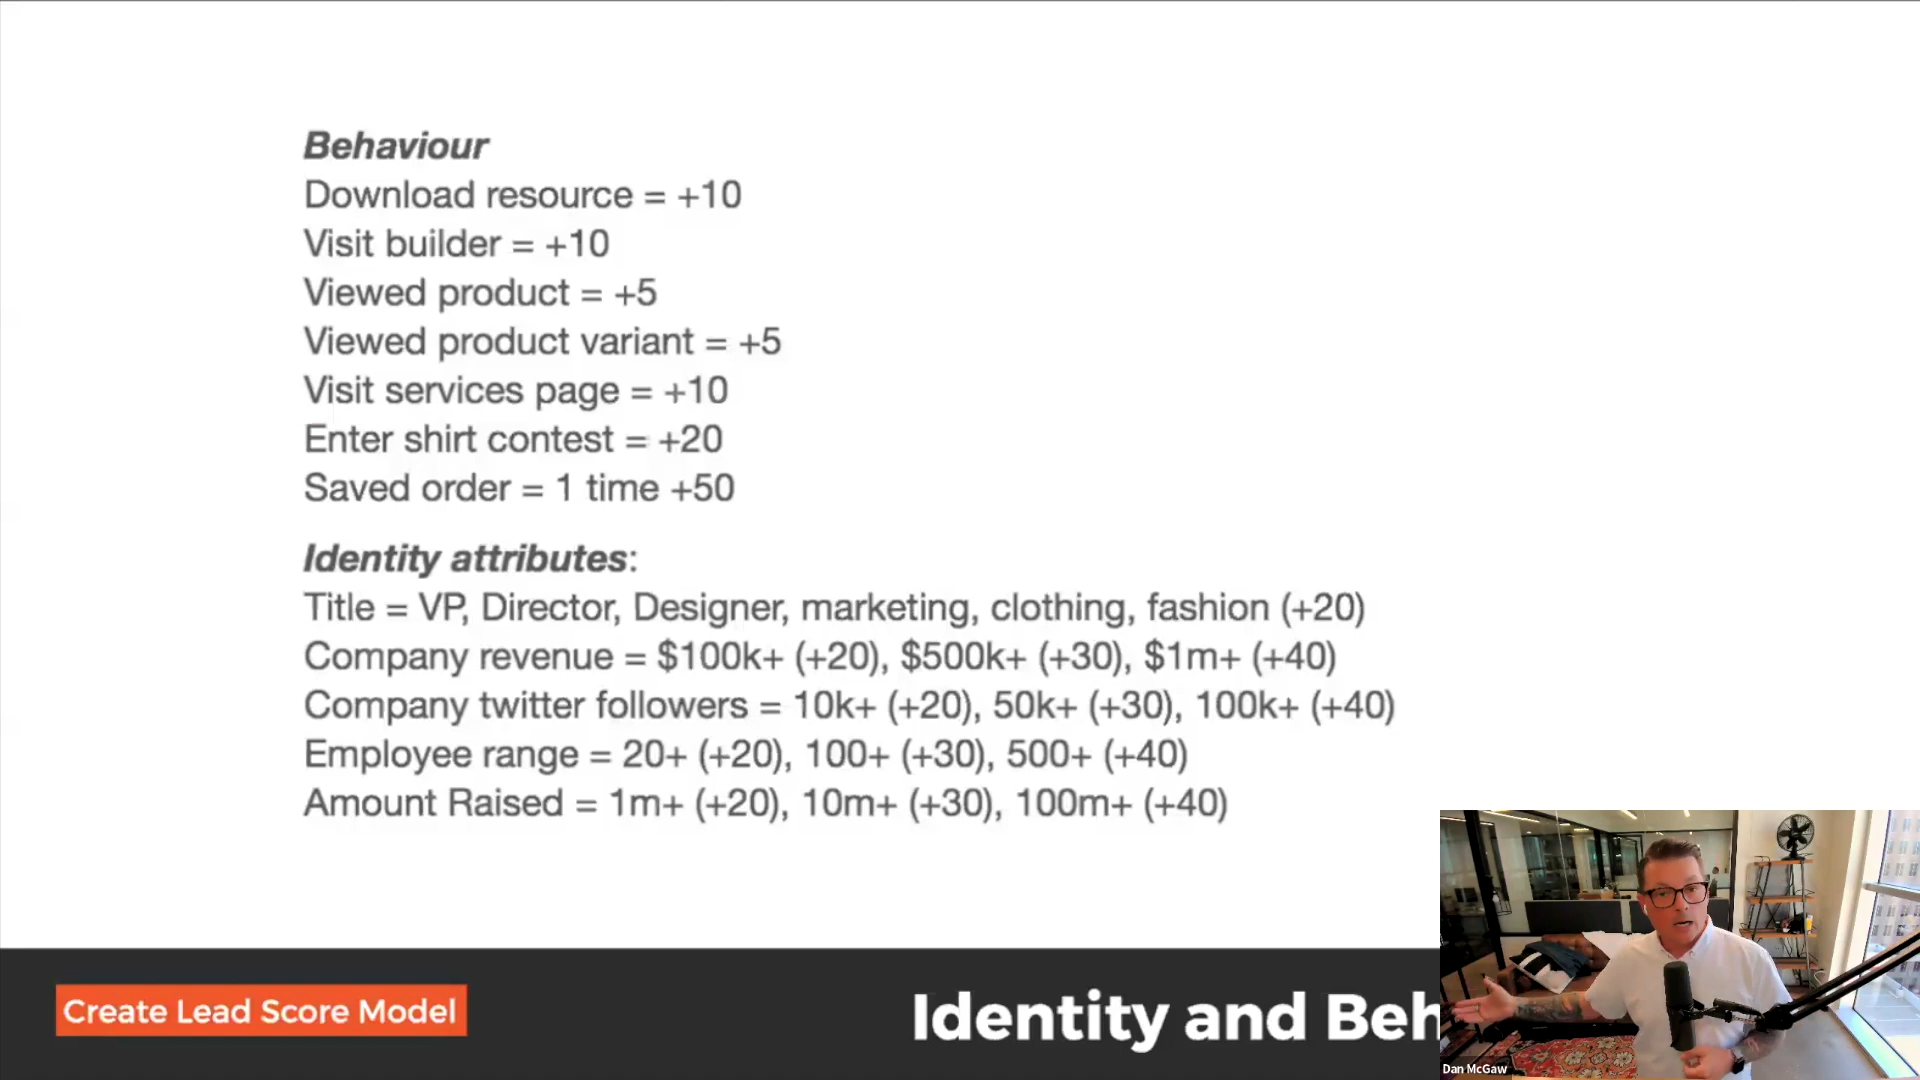 Behaviour
Download resource = +10
Visit builder = +10
Viewed product = +5
Viewed product variant = +5
Visit services page = +10
Enter shirt contest = +20
Saved order = 1 time +50
Identity attributes:
Title = VP, Director, Designer, marketing, clothing, fashion (+20)
Company revenue = $100k+ (+20), $500k+ (+30), $1m+ (+40)
Company twitter followers = 10k+ (+20), 50k+ (+30), 100k+ (+40)
Employee range = 20+ (+20), 100+ (+30), 500+ (+40)
Amount Raised = 1m+ (+20), 10m+ (+30), 100m+ (+40)
Create Lead Score Model
Identity and Beh
Dan McGaw